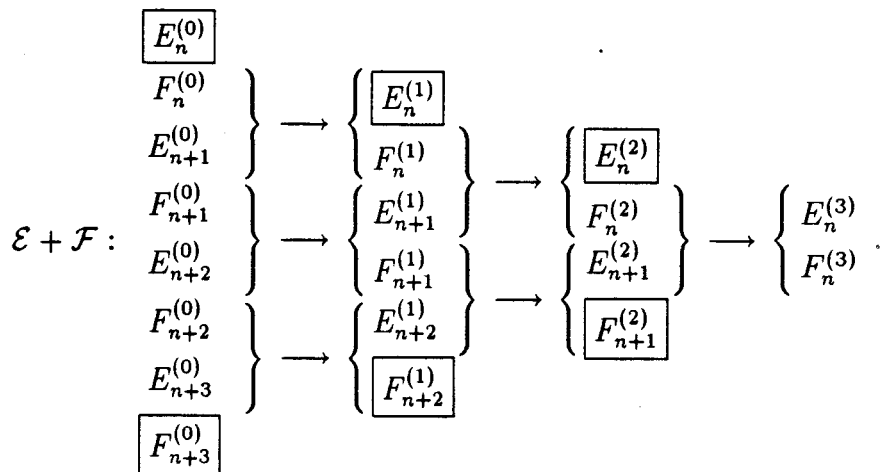 E_n^{(0)}
F_n^{(0)} } → { E_n^{(1)}
E_{n+1}^{(0)} F_n^{(1)} } → { E_n^{(2)}
F_{n+1}^{(0)} } → { E_{n+1}^{(1)} F_n^{(2)} } → { E_n^{(3)}
ℰ + ℱ : E_{n+2}^{(0)} F_{n+1}^{(1)} } → { E_{n+1}^{(2)} F_n^{(3)} .
F_{n+2}^{(0)} } → { E_{n+2}^{(1)} F_{n+1}^{(2)}
E_{n+3}^{(0)} F_{n+2}^{(1)}
F_{n+3}^{(0)}